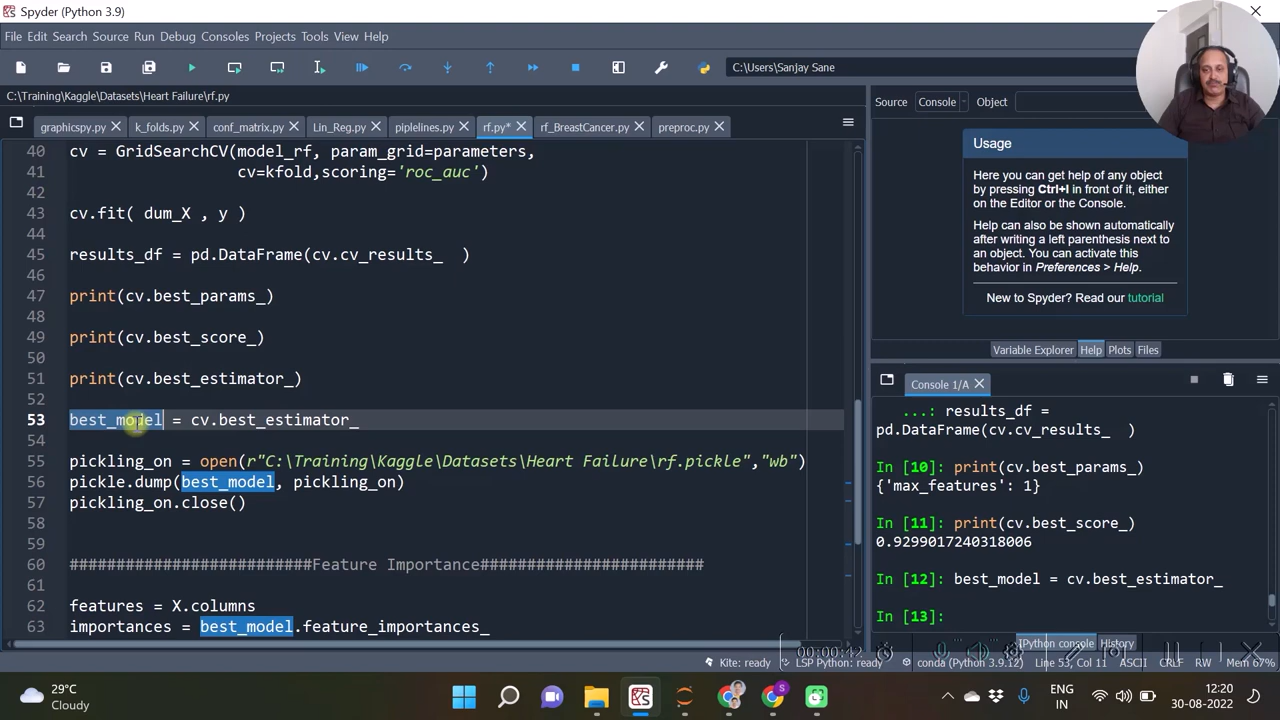 Spyder (Python 3.9)
File Edit Search Source Run Debug Consoles Projects Tools View Help
C:\Users\Sanjay Sane
C:\Training\Kaggle\Datasets\Heart Failure\rf.py
Source Console Object
graphicspy.py k_folds.py conf_matrix.py Lin_Reg.py piplelines.py rf.py* rf_BreastCancer.py preproc.py
40 cv = GridSearchCV(model_rf, param_grid=parameters,
41 cv=kfold,scoring='roc_auc')
42
43 cv.fit( dum_X , y )
44
45 results_df = pd.DataFrame(cv.cv_results_ )
46
47 print(cv.best_params_)
48
49 print(cv.best_score_)
50
51 print(cv.best_estimator_)
52
53 best_model = cv.best_estimator_
54
55 pickling_on = open(r"C:\Training\Kaggle\Datasets\Heart Failure\rf.pickle","wb")
56 pickle.dump(best_model, pickling_on)
57 pickling_on.close()
58
59
60 ##########################Feature Importance########################
61
62 features = X.columns
63 importances = best_model.feature_importances_
Usage
Here you can get help of any object
by pressing Ctrl+I in front of it, either
on the Editor or the Console.
Help can also be shown automatically
after writing a left parenthesis next to
an object. You can activate this
behavior in Preferences > Help.
New to Spyder? Read our tutorial
Variable Explorer Help Plots Files
Console 1/A
...: results_df =
pd.DataFrame(cv.cv_results_ )
In [10]: print(cv.best_params_)
{'max_features': 1}
In [11]: print(cv.best_score_)
0.9299017240318006
In [12]: best_model = cv.best_estimator_
In [13]:
00:00:42
IPython console History
Kite: ready LSP Python: ready conda (Python 3.9.12) Line 53, Col 11 ASCII CRLF RW Mem 67%
29°C
Cloudy
ENG
IN
12:20
30-08-2022